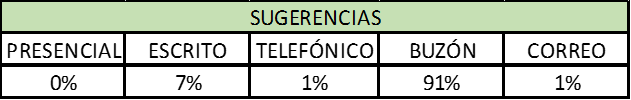 SUGERENCIAS
PRESENCIAL ESCRITO TELEFÓNICO BUZÓN CORREO
0% 7% 1% 91% 1%